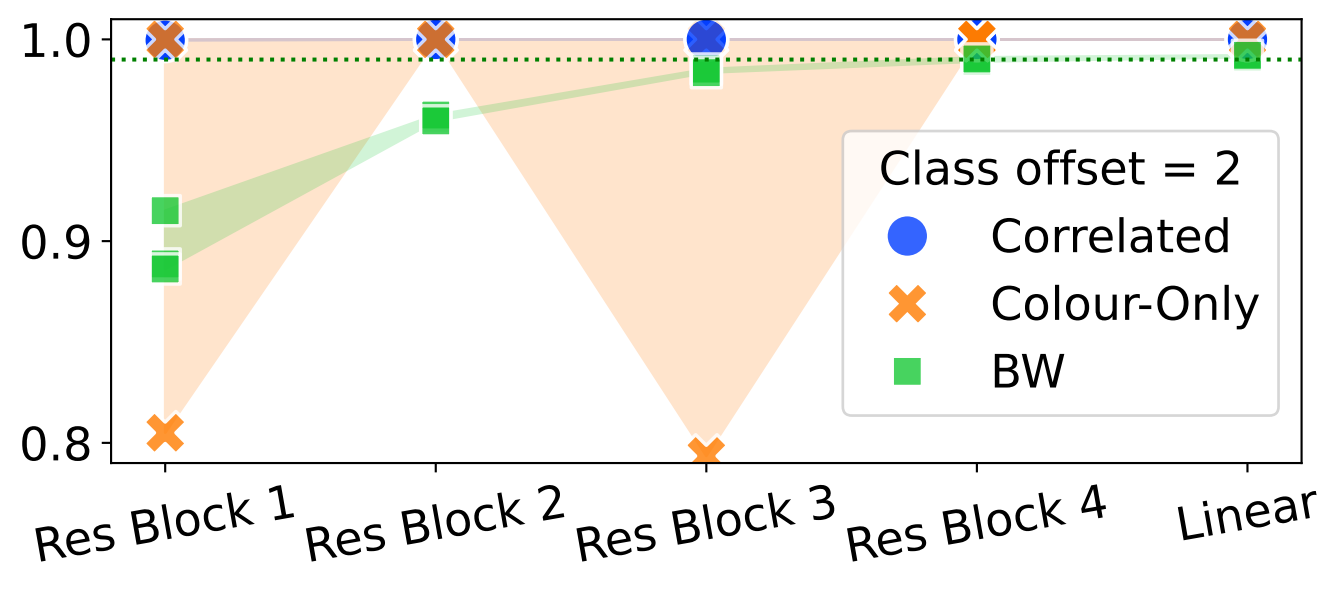 1.0
0.9
0.8
Class offset = 2
Correlated
Colour-Only
BW
Res Block 1
Res Block 2
Res Block 3
Res Block 4
Linear